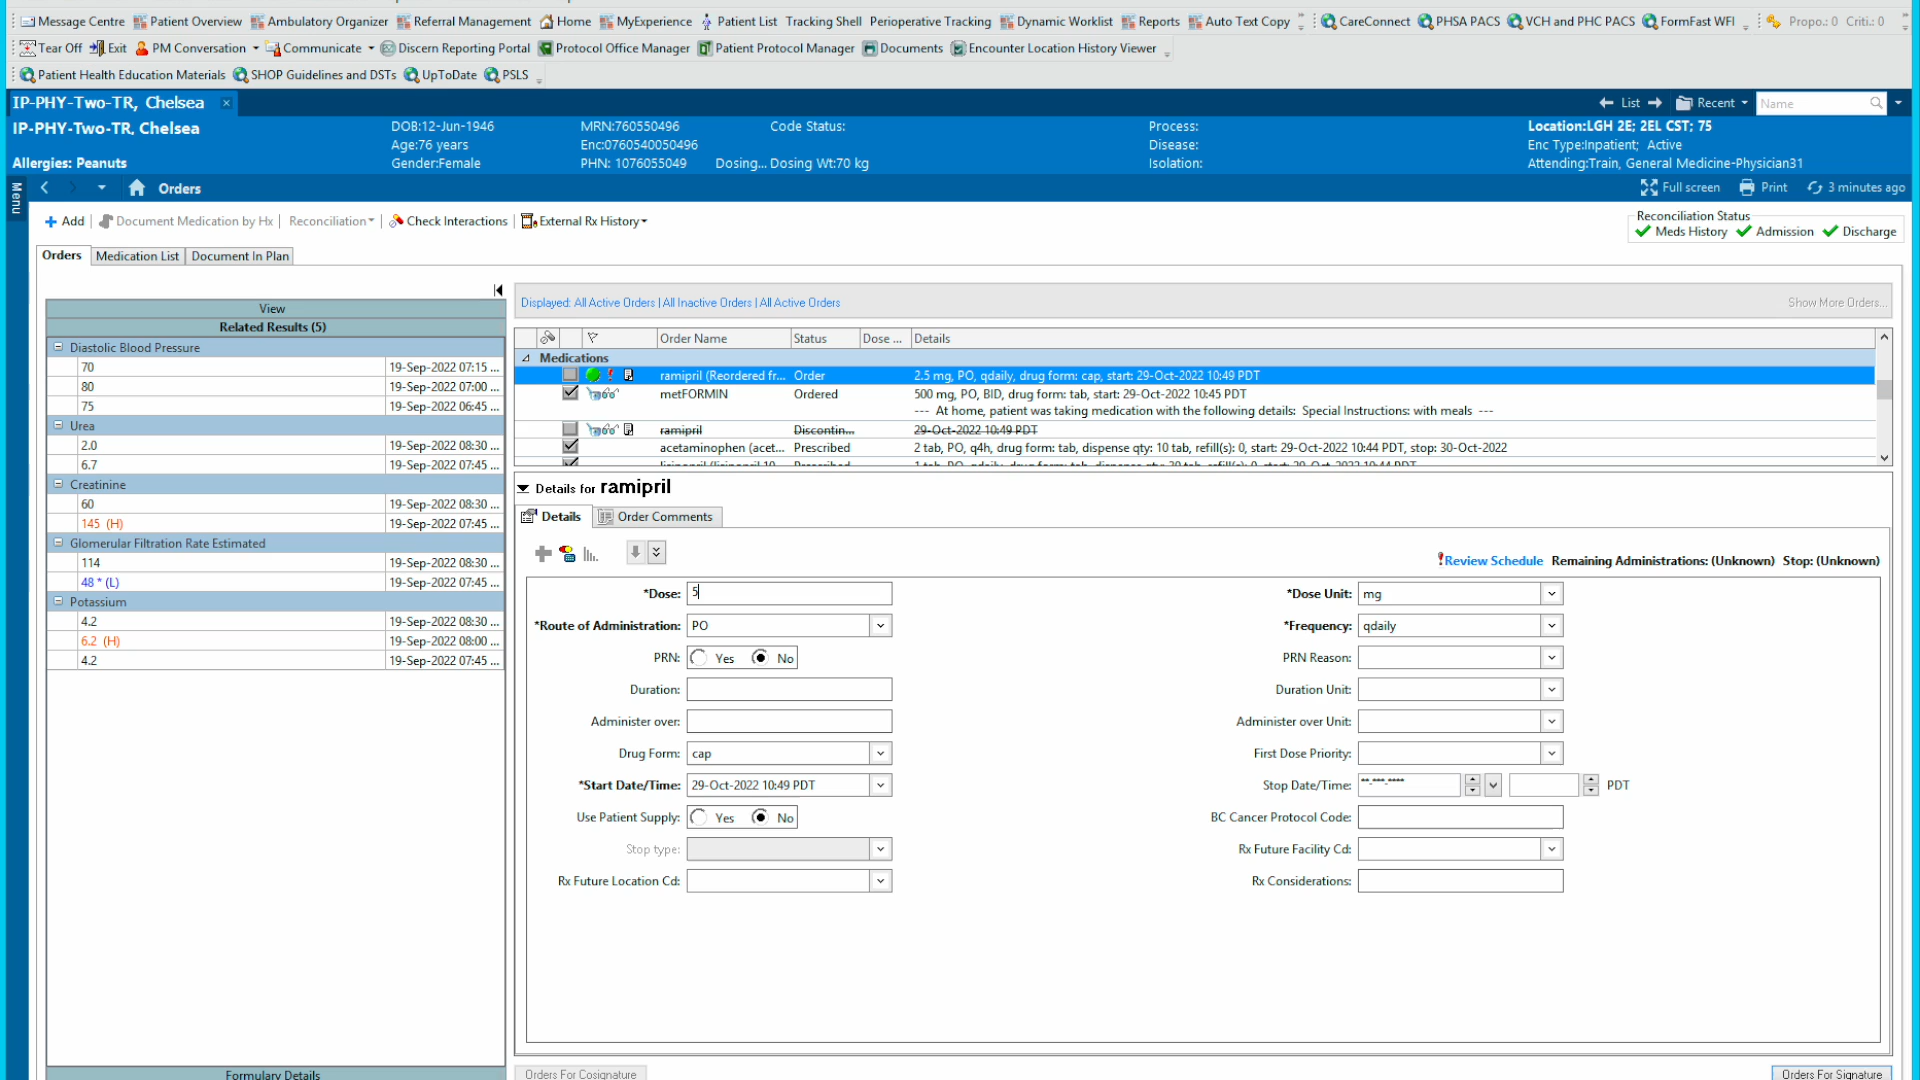 Message Centre Patient Overview Ambulatory Organizer Referral Management Home MyExperience Patient List Tracking Shell Perioperative Tracking Dynamic Worklist Reports Auto Text Copy CareConnect PHSA PACS VCH and PHC PACS FormFast WFI Propo.: 0 Criti.: 0
Tear Off Exit PM Conversation Communicate Discern Reporting Portal Protocol Office Manager Patient Protocol Manager Documents Encounter Location History Viewer
Patient Health Education Materials SHOP Guidelines and DSTs UpToDate PSLS
IP-PHY-Two-TR, Chelsea × List Recent Name
IP-PHY-Two-TR, Chelsea DOB:12-Jun-1946 MRN:760550496 Code Status: Process: Location:LGH 2E; 2EL CST; 75
Age:76 years Enc:0760540050496 Disease: Enc Type:Inpatient; Active
Allergies: Peanuts Gender:Female PHN: 1076055049 Dosing... Dosing Wt:70 kg Isolation: Attending:Train, General Medicine-Physician31
Menu
Orders Full screen Print 3 minutes ago
Add Document Medication by Hx Reconciliation Check Interactions External Rx History
Reconciliation Status
Meds History Admission Discharge
Orders Medication List Document In Plan
View
Related Results (5)
Diastolic Blood Pressure
70 19-Sep-2022 07:15 ...
80 19-Sep-2022 07:00 ...
75 19-Sep-2022 06:45 ...
Urea
2.0 19-Sep-2022 08:30 ...
6.7 19-Sep-2022 07:45 ...
Creatinine
60 19-Sep-2022 08:30 ...
145 (H) 19-Sep-2022 07:45 ...
Glomerular Filtration Rate Estimated
114 19-Sep-2022 08:30 ...
48 * (L) 19-Sep-2022 07:45 ...
Potassium
4.2 19-Sep-2022 08:30 ...
6.2 (H) 19-Sep-2022 08:00 ...
4.2 19-Sep-2022 07:45 ...
Formulary Details
Displayed: All Active Orders | All Inactive Orders | All Active Orders Show More Orders...
Order Name Status Dose ... Details
Medications
ramipril (Reordered fr... Order 2.5 mg, PO, qdaily, drug form: cap, start: 29-Oct-2022 10:49 PDT
metFORMIN Ordered 500 mg, PO, BID, drug form: tab, start: 29-Oct-2022 10:45 PDT
--- At home, patient was taking medication with the following details: Special Instructions: with meals ---
ramipril Discontin... 29-Oct-2022 10:49 PDT
acetaminophen (acet... Prescribed 2 tab, PO, q4h, drug form: tab, dispense qty: 10 tab, refill(s): 0, start: 29-Oct-2022 10:44 PDT, stop: 30-Oct-2022
Details for ramipril
Details Order Comments
Review Schedule Remaining Administrations: (Unknown) Stop: (Unknown)
*Dose: 5 *Dose Unit: mg
*Route of Administration: PO *Frequency: qdaily
PRN: Yes No PRN Reason:
Duration: Duration Unit:
Administer over: Administer over Unit:
Drug Form: cap First Dose Priority:
*Start Date/Time: 29-Oct-2022 10:49 PDT Stop Date/Time: **-***-**** PDT
Use Patient Supply: Yes No BC Cancer Protocol Code:
Stop type: Rx Future Facility Cd:
Rx Future Location Cd: Rx Considerations:
Orders For Cosignature Orders For Signature